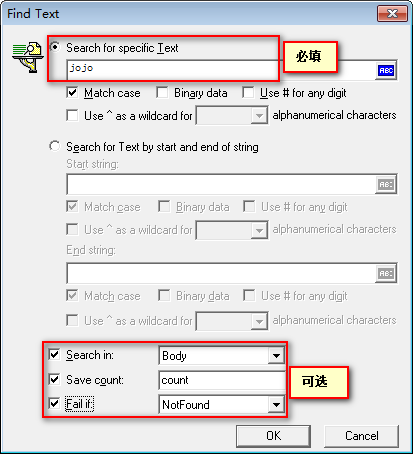 Find Text
Search for specific Text
必填
jojo
ABC
Match case
Binary data
Use # for any digit
Use ^ as a wildcard for
alphanumerical characters
Search for Text by start and end of string
Start string:
ABC
Match case
Binary data
Use # for any digit
Use ^ as a wildcard for
alphanumerical characters
End string:
ABC
Match case
Binary data
Use # for any digit
Use ^ as a wildcard for
alphanumerical characters
Search in:
Body
Save count:
count
可选
Fail if:
NotFound
OK
Cancel